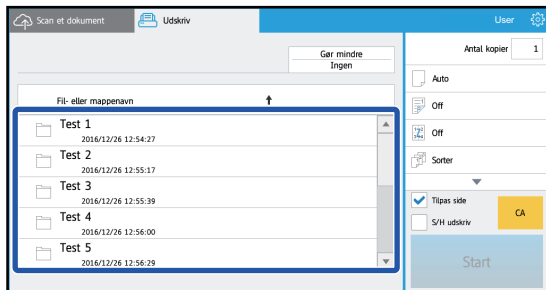 Scan et dokument
Udskriv
User
Gør mindre
Ingen
Antal kopier 1
Auto
Off
Off
Sorter
Fil- eller mappenavn
Test 1
2016/12/26 12:54:27
Test 2
2016/12/26 12:55:17
Test 3
2016/12/26 12:55:39
Test 4
2016/12/26 12:56:00
Test 5
2016/12/26 12:56:29
Tilpas side
S/H udskriv
CA
Start